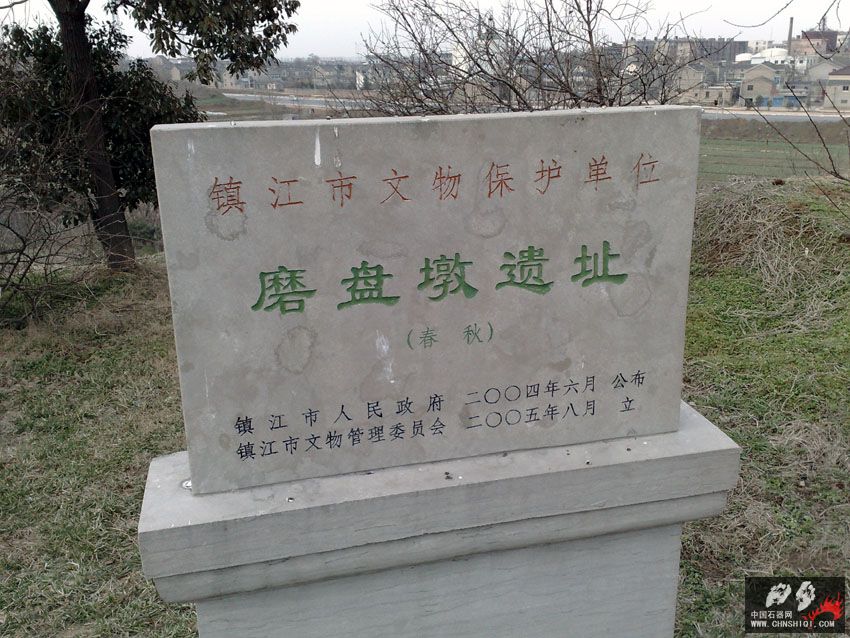 镇江市文物保护单位
磨盘墩遗址
(春秋)
镇江市人民政府 二〇〇四年六月 公布
镇江市文物管理委员会 二〇〇五年八月 立
中国石器网
WWW.CHNSHIQI.COM